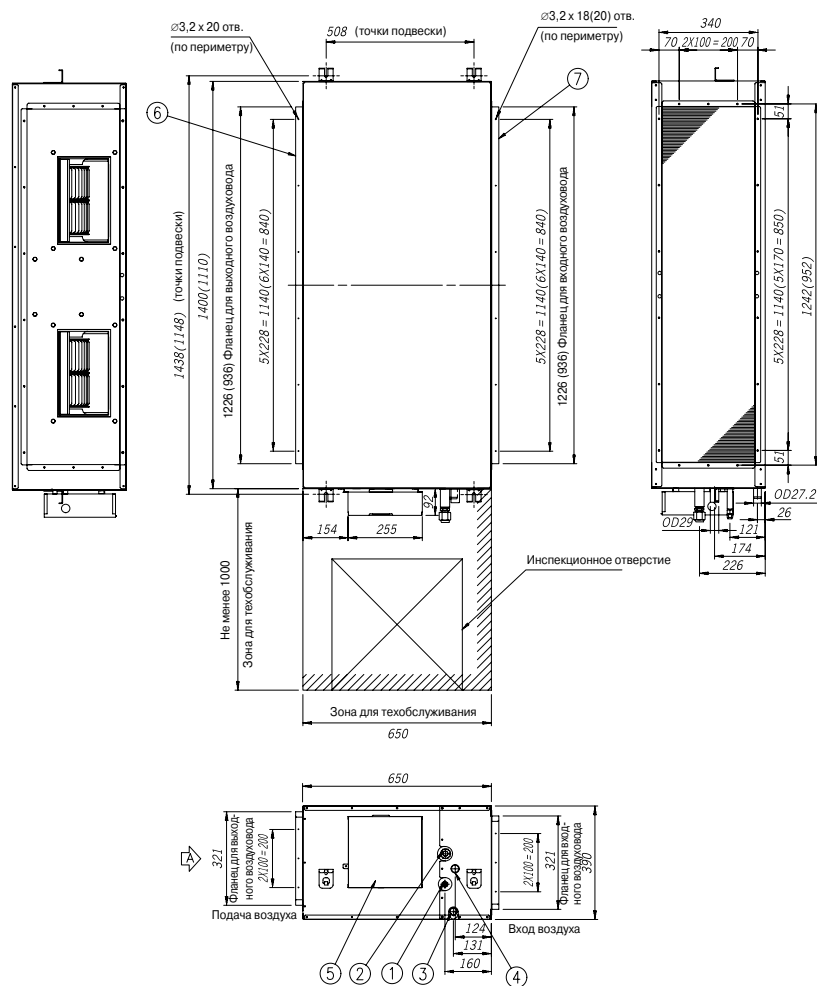 ∅3,2 x 20 отв.
(по периметру)
508 (точки подвески)
∅3,2 x 18(20) отв.
(по периметру)
340
70 2X100 = 200 70
6
7
1438(1148) (точки подвески)
1400(1110)
1226 (936) Фланец для выходного воздуховода
5X228 = 1140(6X140 = 840)
5X228 = 1140(6X140 = 840)
1226 (936) Фланец для входного воздуховода
51
5X228 = 1140(5X170 = 850)
1242(952)
51
92
154
255
OD27.2
OD29
26
121
174
226
Не менее 1000
Зона для техобслуживания
Инспекционное отверстие
Зона для техобслуживания
650
650
A
321
Фланец для выход-
ного воздуховода
2X100=200
2X100=200
321
Фланец для вход-
ного воздуховода
390
Подача воздуха
Вход воздуха
124
131
160
5
2
1
3
4